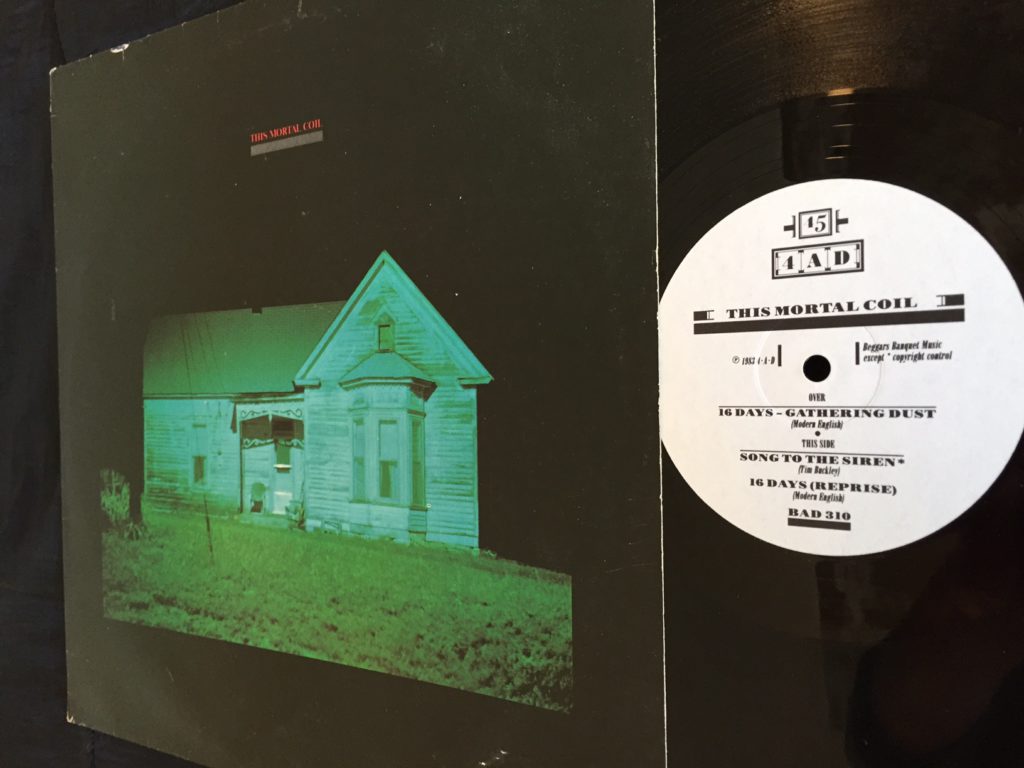 THIS MORTAL COIL
15
4AD
THIS MORTAL COIL
℗ 1983 4·A·D
Beggars Banquet Music
except * copyright control
OVER
16 DAYS – GATHERING DUST
(Modern English)
THIS SIDE
SONG TO THE SIREN*
(Tim Buckley)
16 DAYS (REPRISE)
(Modern English)
BAD 310